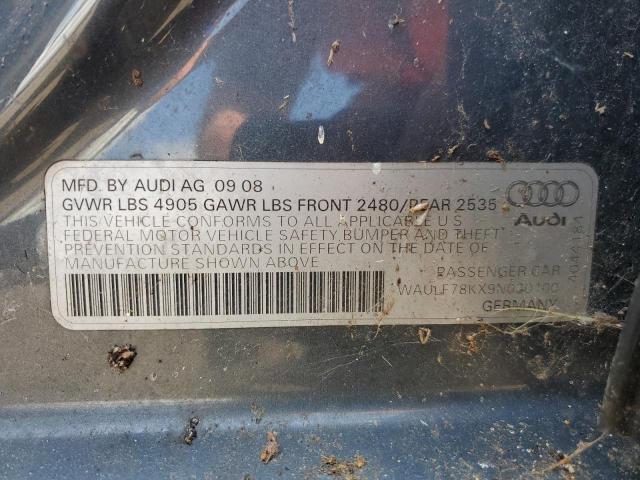 MFD. BY AUDI AG 09 08
GVWR LBS 4905 GAWR LBS FRONT 2480/REAR 2535
THIS VEHICLE CONFORMS TO ALL APPLICABLE U.S.
FEDERAL MOTOR VEHICLE SAFETY BUMPER AND THEFT
PREVENTION STANDARDS IN EFFECT ON THE DATE OF
MANUFACTURE SHOWN ABOVE
Audi
PASSENGER CAR
GERMANY